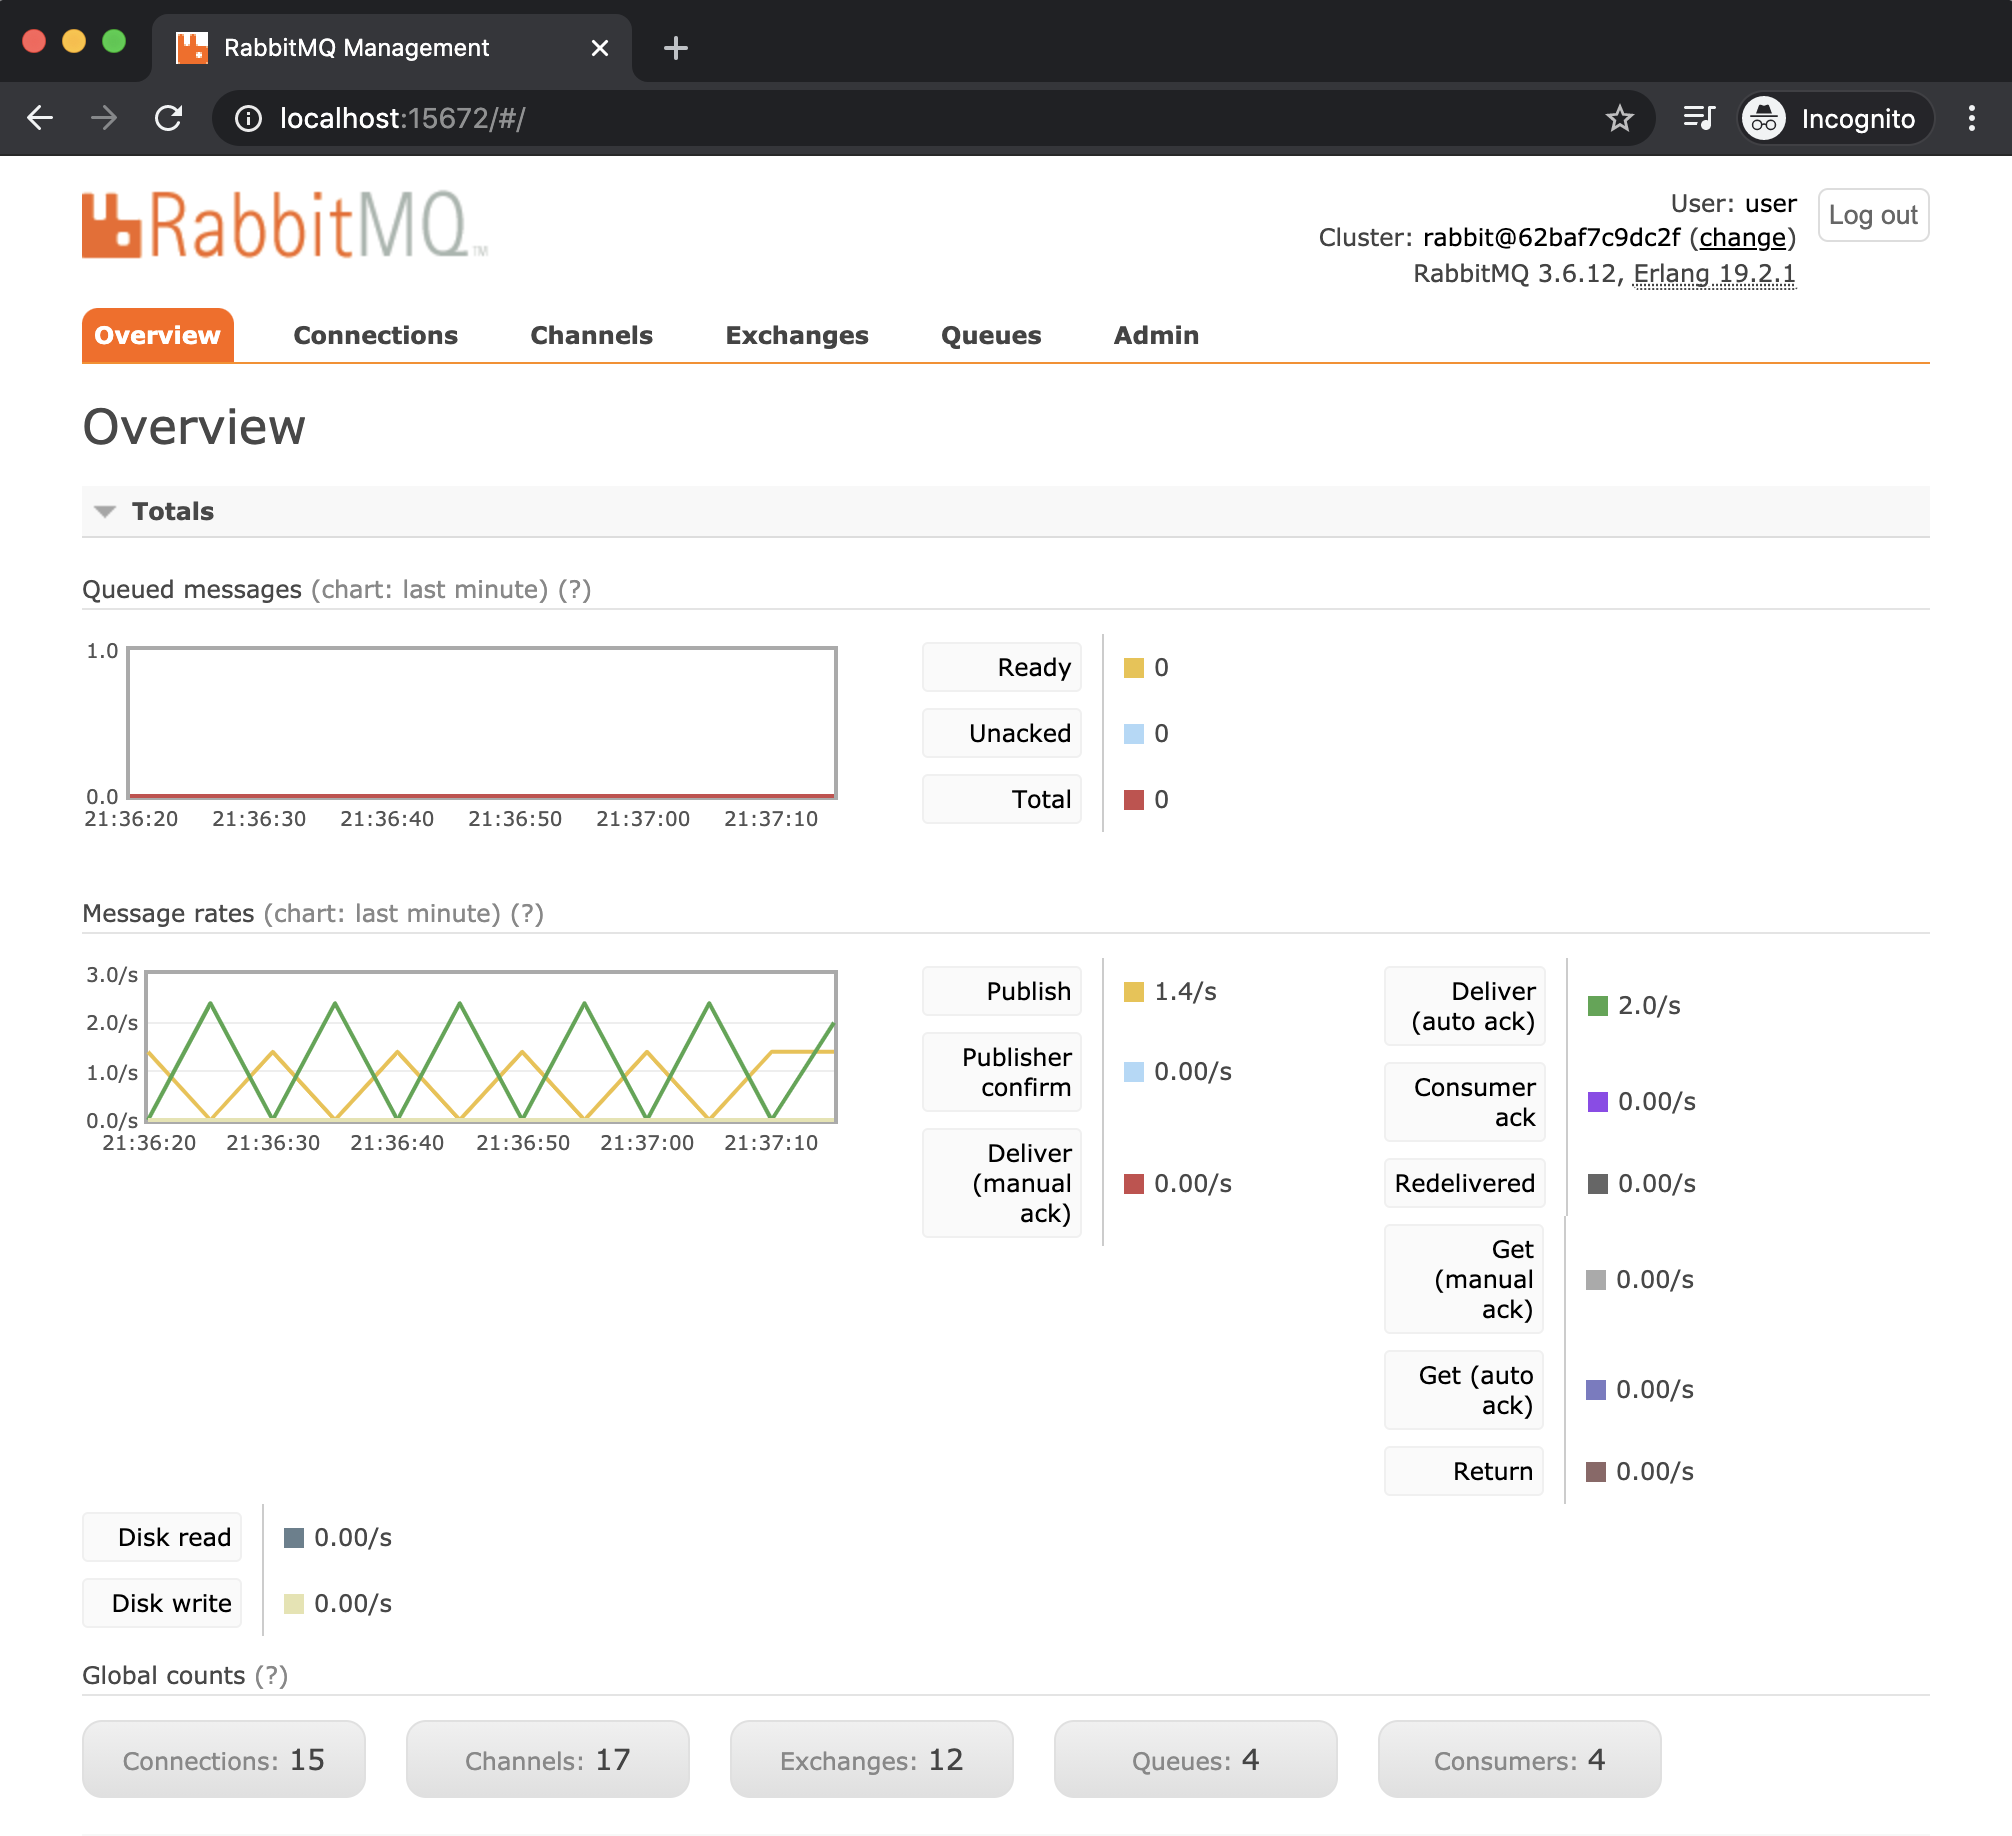 RabbitMQ Management
localhost:15672/#/
Incognito
RabbitMQ TM
User: user
Log out
Cluster: rabbit@62baf7c9dc2f (change)
RabbitMQ 3.6.12, Erlang 19.2.1
Overview
Connections
Channels
Exchanges
Queues
Admin
Overview
Totals
Queued messages (chart: last minute) (?)
1.0
0.0
21:36:20 21:36:30 21:36:40 21:36:50 21:37:00 21:37:10
Ready 0
Unacked 0
Total 0
Message rates (chart: last minute) (?)
3.0/s
2.0/s
1.0/s
0.0/s
21:36:20 21:36:30 21:36:40 21:36:50 21:37:00 21:37:10
Publish 1.4/s
Publisher
confirm 0.00/s
Deliver
(manual 0.00/s
ack)
Deliver
(auto ack) 2.0/s
Consumer
ack 0.00/s
Redelivered 0.00/s
Get
(manual 0.00/s
ack)
Get (auto
ack) 0.00/s
Return 0.00/s
Disk read 0.00/s
Disk write 0.00/s
Global counts (?)
Connections: 15
Channels: 17
Exchanges: 12
Queues: 4
Consumers: 4